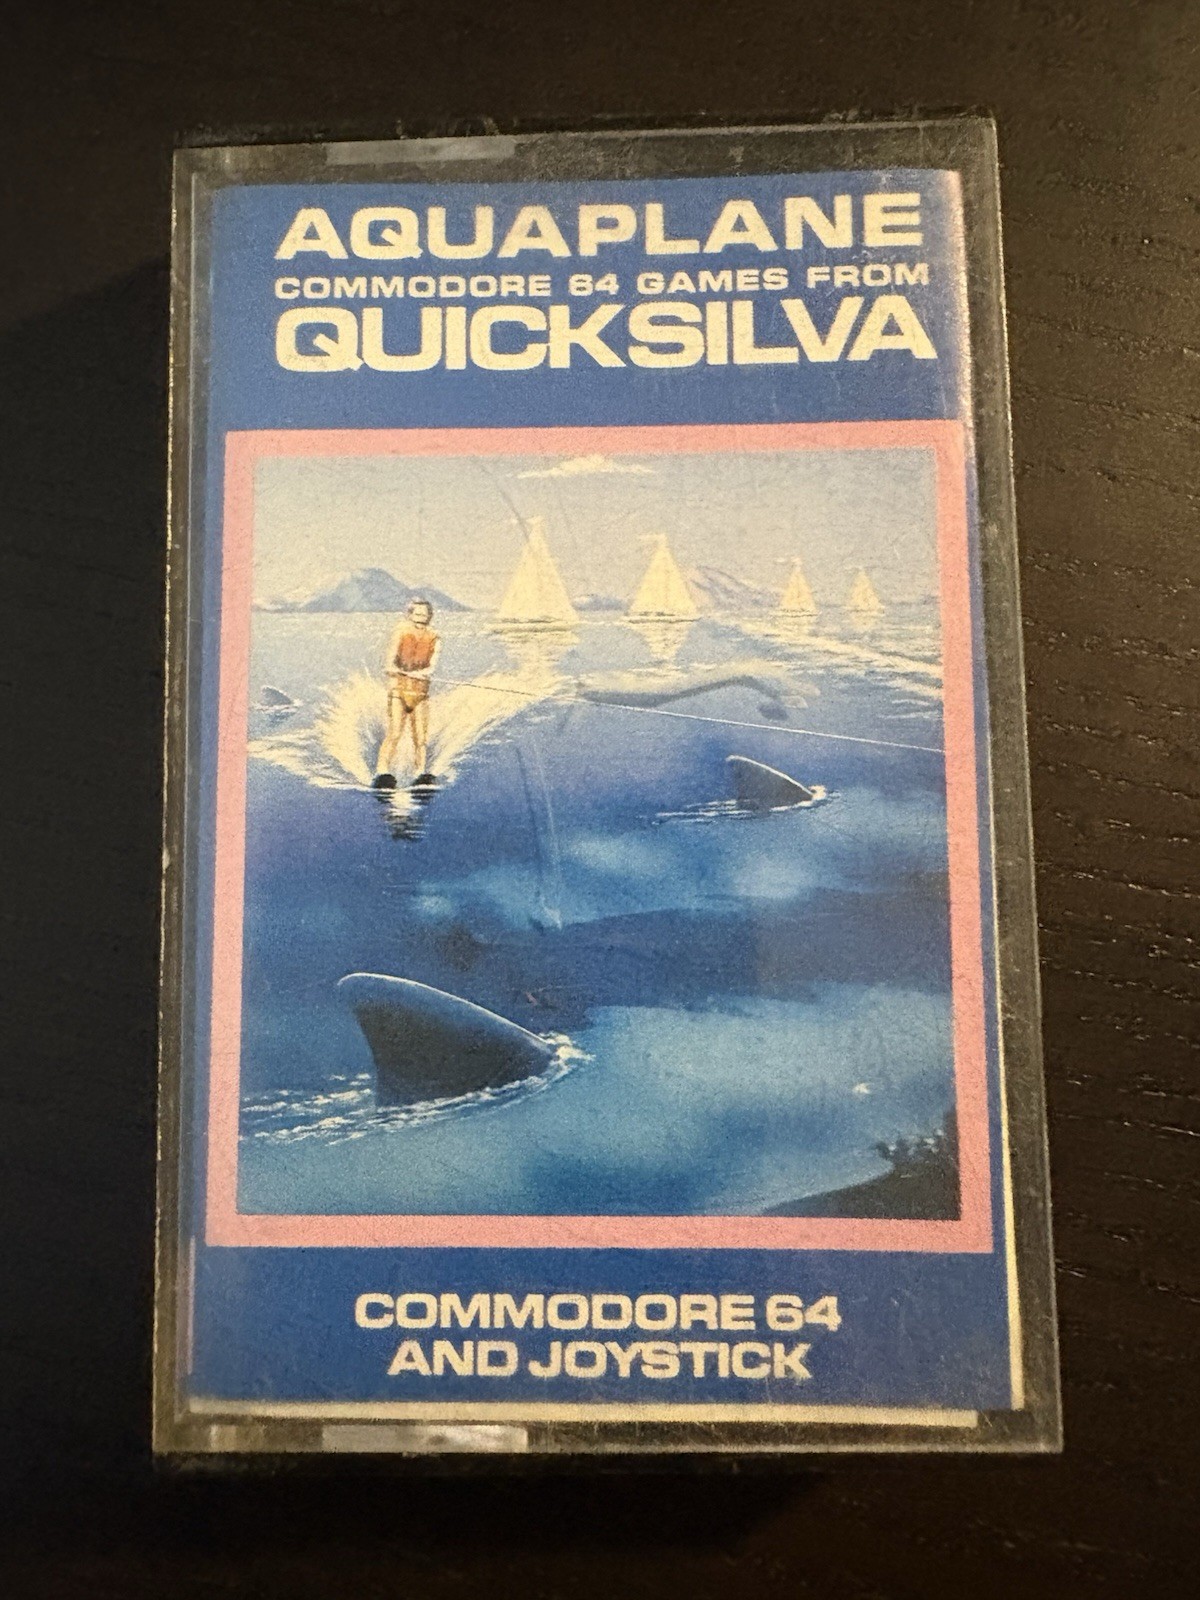 AQUAPLANE
COMMODORE 64 GAMES FROM
QUICKSILVA
COMMODORE 64
AND JOYSTICK